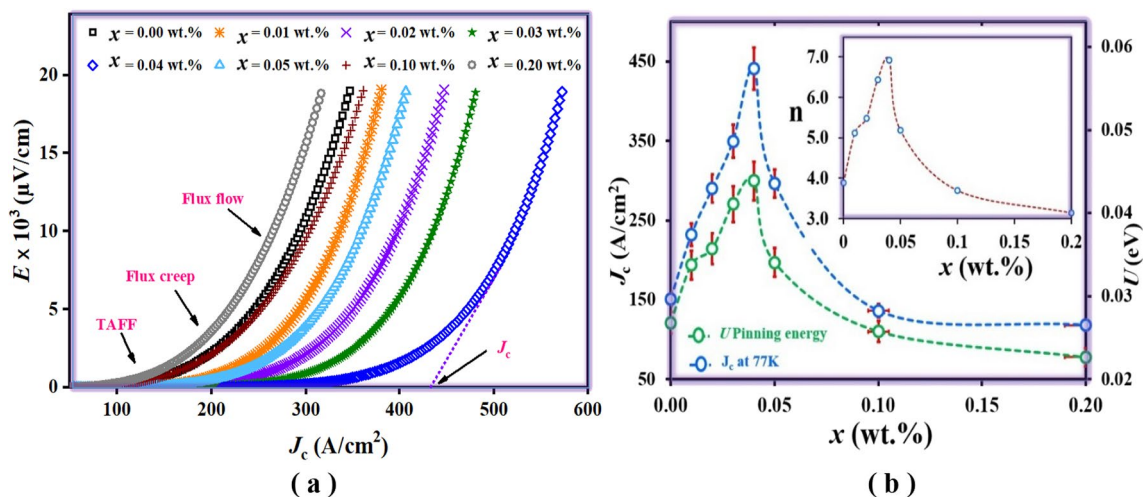 (a)
x = 0.00 wt.% x = 0.01 wt.% x = 0.02 wt.% x = 0.03 wt.%
x = 0.04 wt.% x = 0.05 wt.% x = 0.10 wt.% x = 0.20 wt.%
E x 10³ (μV/cm)
20
15
10
5
0
Flux flow
Flux creep
TAFF
Jc
100 200 300 400 500 600
Jc (A/cm²)
( a )
(b)
Jc (A/cm²)
450
350
250
150
50
n
7.0
6.0
5.0
4.0
3.0
0 0.05 0.1 0.15 0.2
x (wt.%)
U Pinning energy
Jc at 77K
0.06
0.05
0.04
0.03
0.02
U (eV)
0.00 0.05 0.10 0.15 0.20
x (wt.%)
( b )